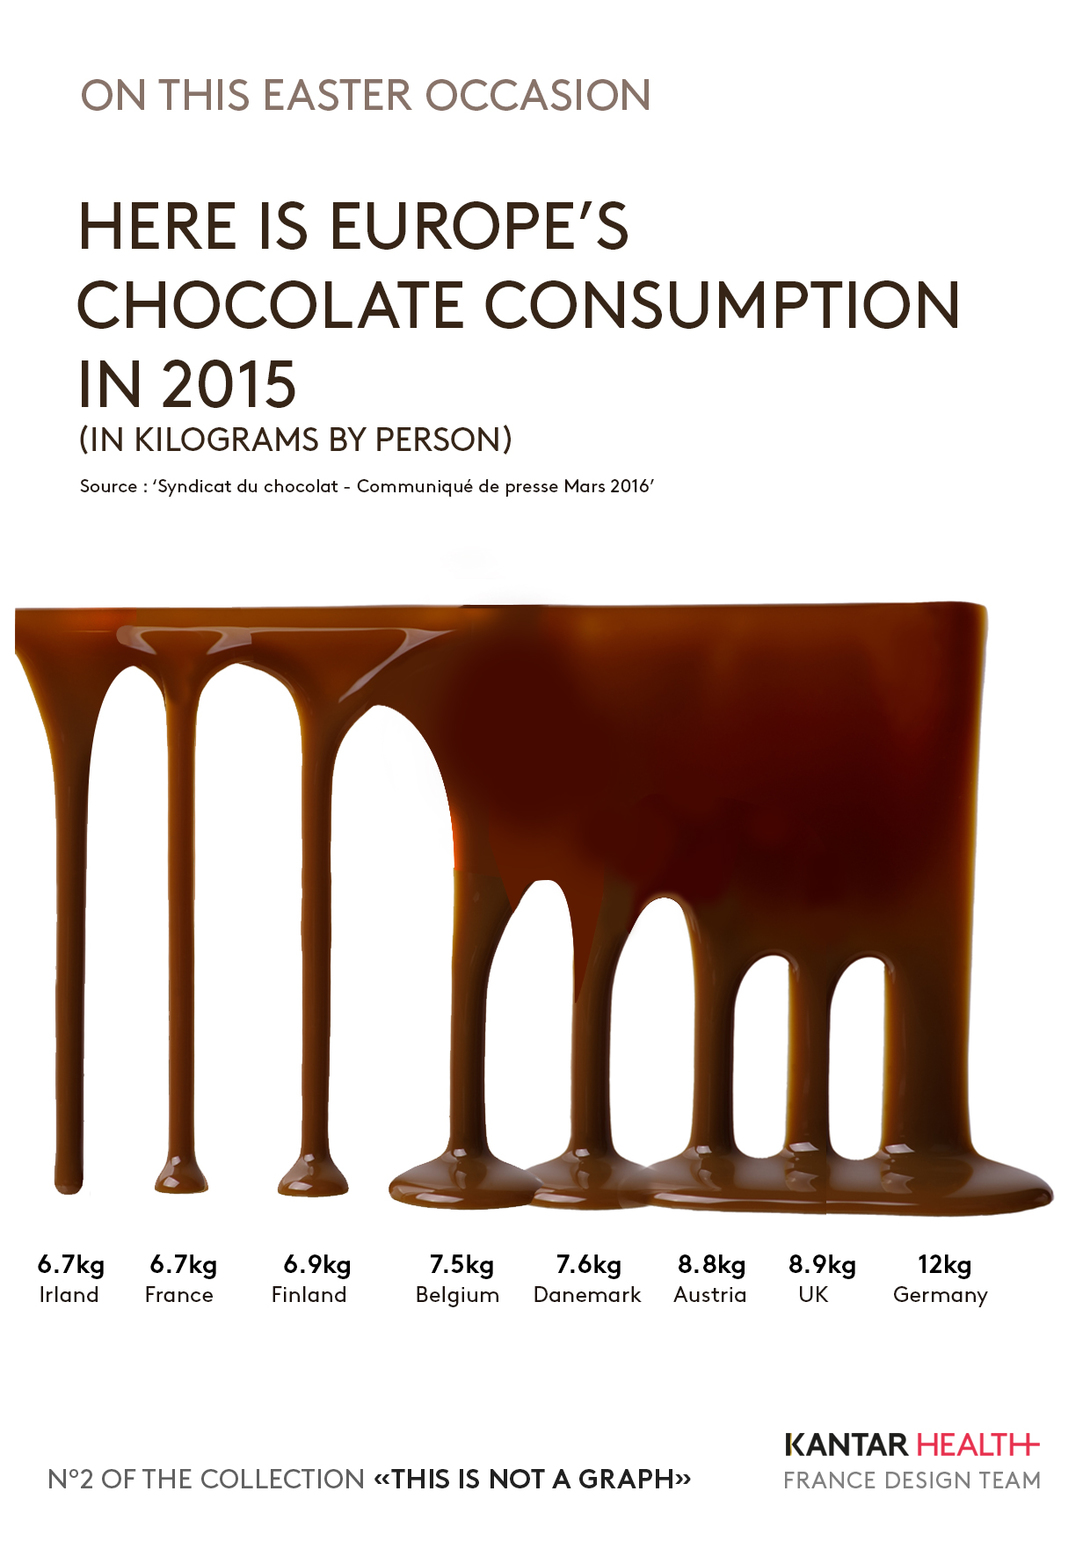 ON THIS EASTER OCCASION
HERE IS EUROPE’S
CHOCOLATE CONSUMPTION
IN 2015
(IN KILOGRAMS BY PERSON)
Source : ‘Syndicat du chocolat - Communiqué de presse Mars 2016’
6.7kg 6.7kg 6.9kg 7.5kg 7.6kg 8.8kg 8.9kg 12kg
Irland France Finland Belgium Danemark Austria UK Germany
KANTAR HEALTH
N°2 OF THE COLLECTION «THIS IS NOT A GRAPH»
FRANCE DESIGN TEAM